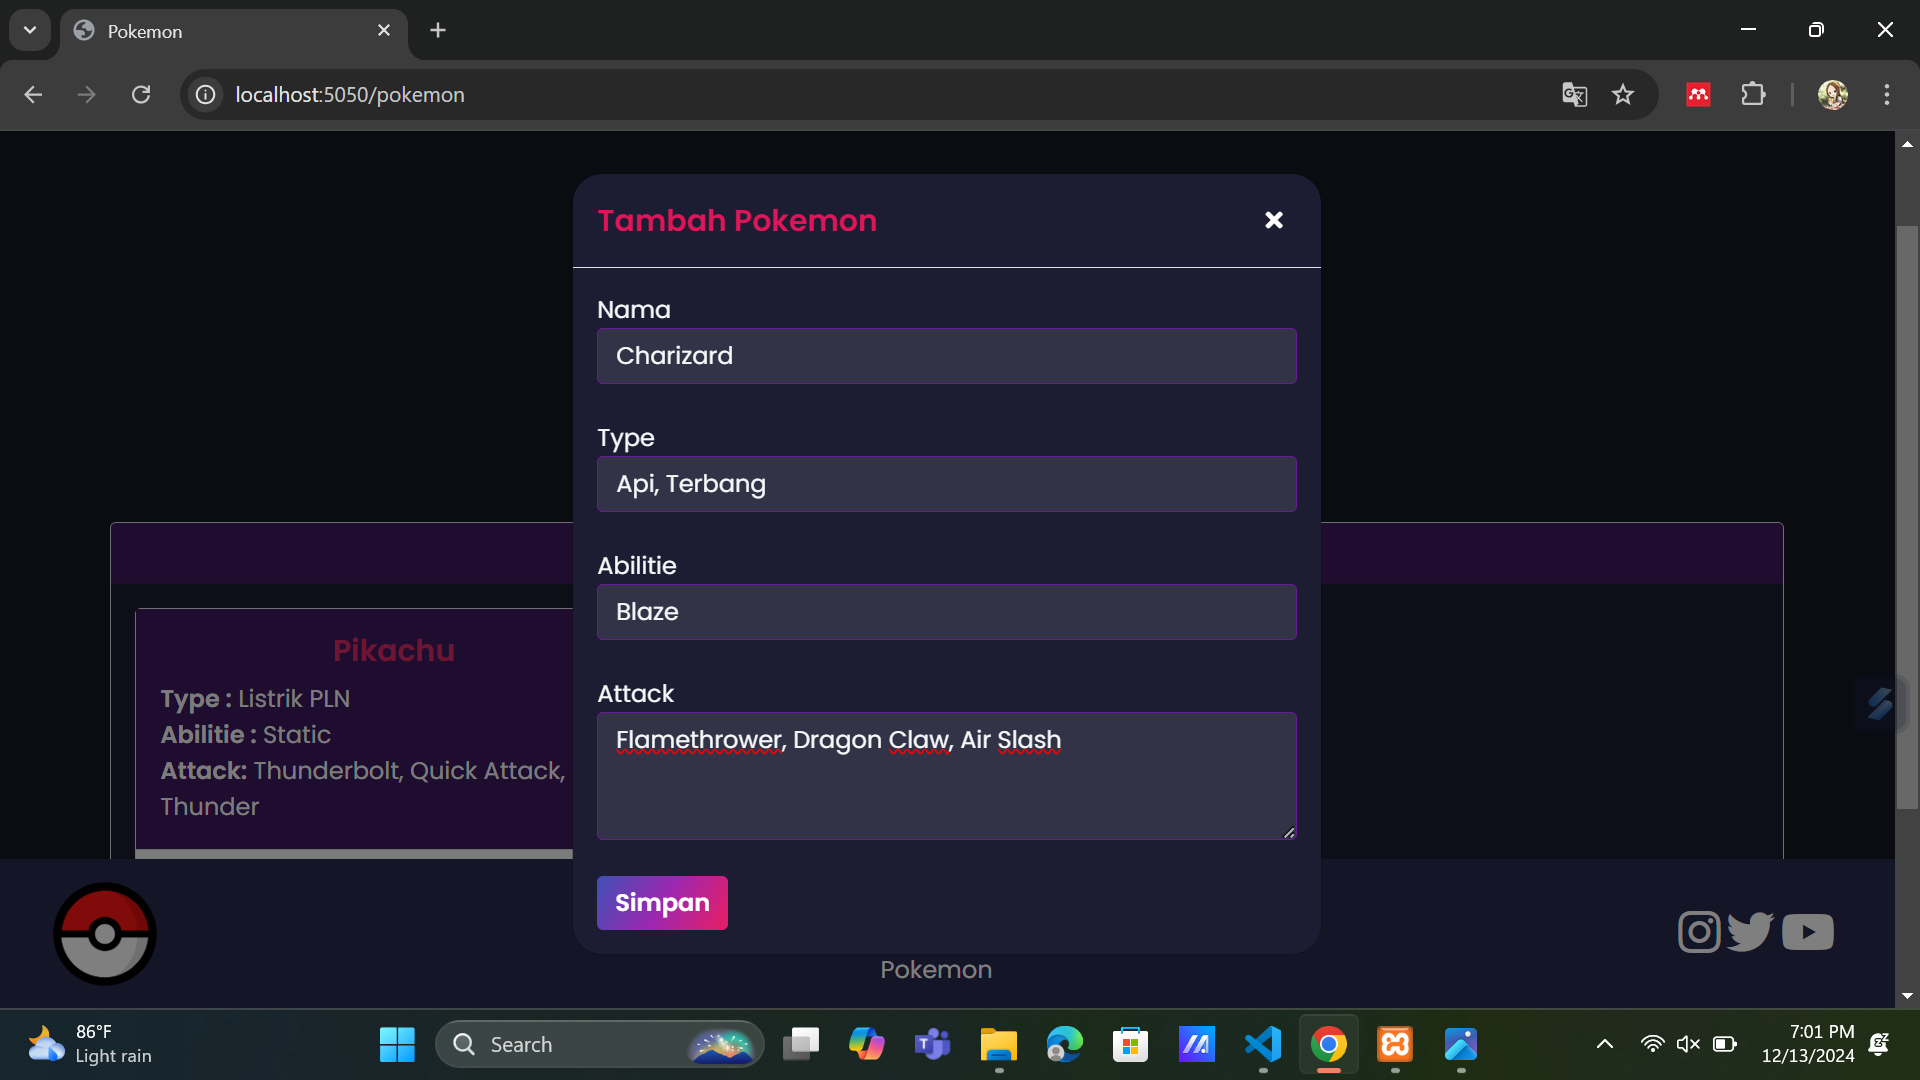 Pokemon
localhost:5050/pokemon
Tambah Pokemon
Nama
Charizard
Type
Api, Terbang
Abilitie
Blaze
Attack
Flamethrower, Dragon Claw, Air Slash
Simpan
Pikachu
Type : Listrik PLN
Abilitie : Static
Attack: Thunderbolt, Quick Attack,
Thunder
Pokemon
86°F
Light rain
Search
7:01 PM
12/13/2024